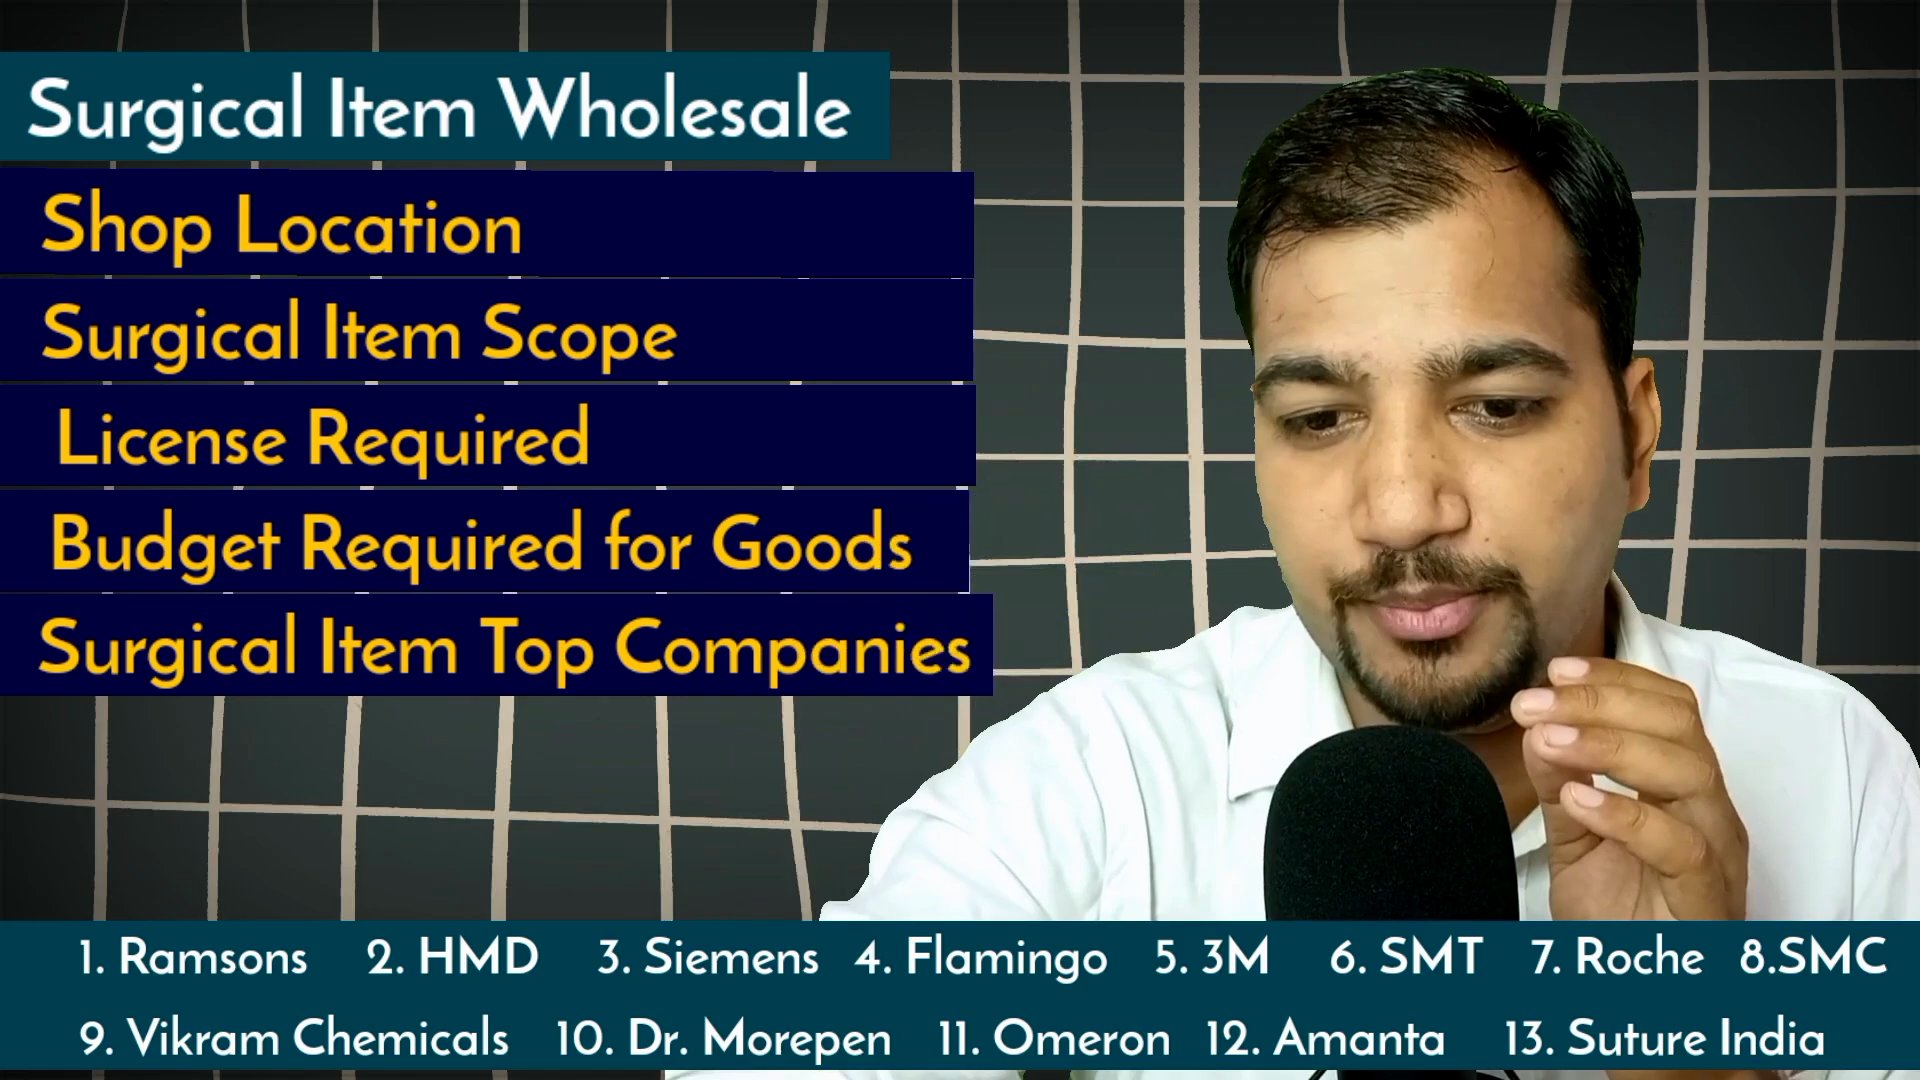 Surgical Item Wholesale
Shop Location
Surgical Item Scope
License Required
Budget Required for Goods
Surgical Item Top Companies
1. Ramsons 2. HMD 3. Siemens 4. Flamingo 5. 3M 6. SMT 7. Roche 8.SMC
9. Vikram Chemicals 10. Dr. Morepen 11. Omeron 12. Amanta 13. Suture India